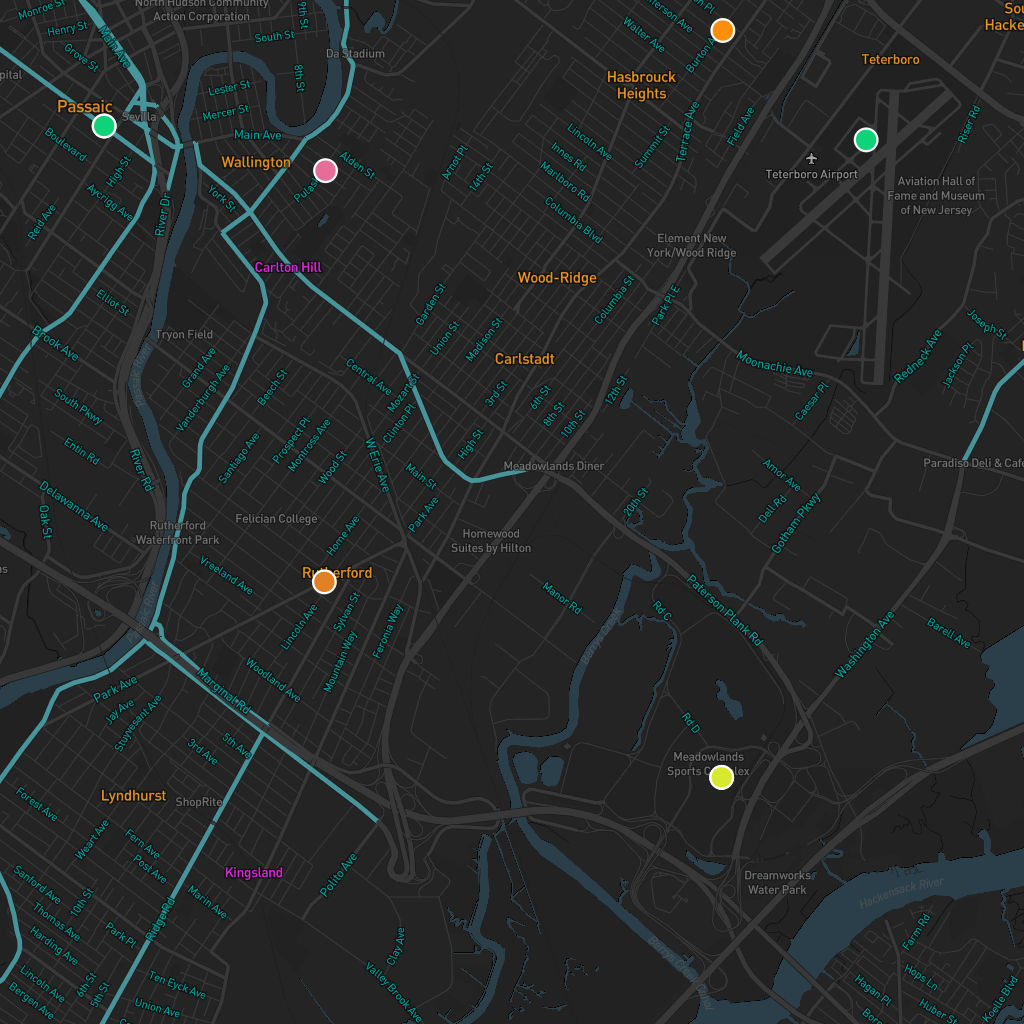 Monroe St
Henry St
Grove St
Main Ave
North Hudson Community
Action Corporation
9th St
South St
8th St
Da Stadium
Walter Ave
Burton A
Hasbrouck
Heights
Teterboro
pital
Passaic
Sevilla
Lester St
Mercer St
Main Ave
Boulevard
High St
Wallington
Alden St
Pulas
Arnot Pl
14th St
Lincoln Ave
Innes Rd
Marlboro Rd
Columbia Blvd
Summit St
Terrace Ave
Field Ave
Riser Rd
Teterboro Airport
Aviation Hall of
Fame and Museum
of New Jersey
Aycrigg Ave
Reid Ave
River Dr
York St
Carlton Hill
Element New
York/Wood Ridge
Wood-Ridge
Columbia St
Park Pl E
Elliot St
Brook Ave
Tryon Field
Garden St
Union St
Madison St
Carlstadt
Joseph St
Redneck Ave
Jackson Pl
Moonachie Ave
Caesar Pl
Grand Ave
Vanderburgh Ave
Beech St
Central Ave
Mozart St
Clinton Pl
3rd St
6th St
8th St
10th St
12th St
South Pkwy
Entin Rd
River Rd
Santiago Ave
Prospect Pl
Montross Ave
Wood St
W Erie Ave
Main St
High St
Meadowlands Diner
Paradiso Deli & Cafe
Amor Ave
Dell Rd
Gotham Pkwy
20th St
Delawanna Ave
Oak St
Rutherford
Waterfront Park
Felician College
Home Ave
Park Ave
Homewood
Suites by Hilton
Vreeland Ave
Rutherford
Lincoln Ave
Sylvan St
Mountain Way
Feronia Way
Manor Rd
Berry's Creek
Rd C
Paterson Plank Rd
Washington Ave
Barell Ave
Park Ave
Jay Ave
Stuyvesant Ave
Marginal Rd
Woodland Ave
3rd Ave
5th Ave
Rd D
Meadowlands
Lyndhurst
ShopRite
Forest Ave
Weart Ave
Fern Ave
Post Ave
Marin Ave
Kingsland
Polito Ave
Dreamworks
Water Park
Hackensack River
Sanford Ave
10th St
Thomas Ave
Harding Ave
Park Pl
Ridge Rd
Lincoln Ave
Bergen Ave
6th St
5th St
Ten Eyck Ave
Union Ave
Clay Ave
Valley Brook Ave
Farm Rd
Hops Ln
Hagan Pl
Huber St
Koelle Blvd